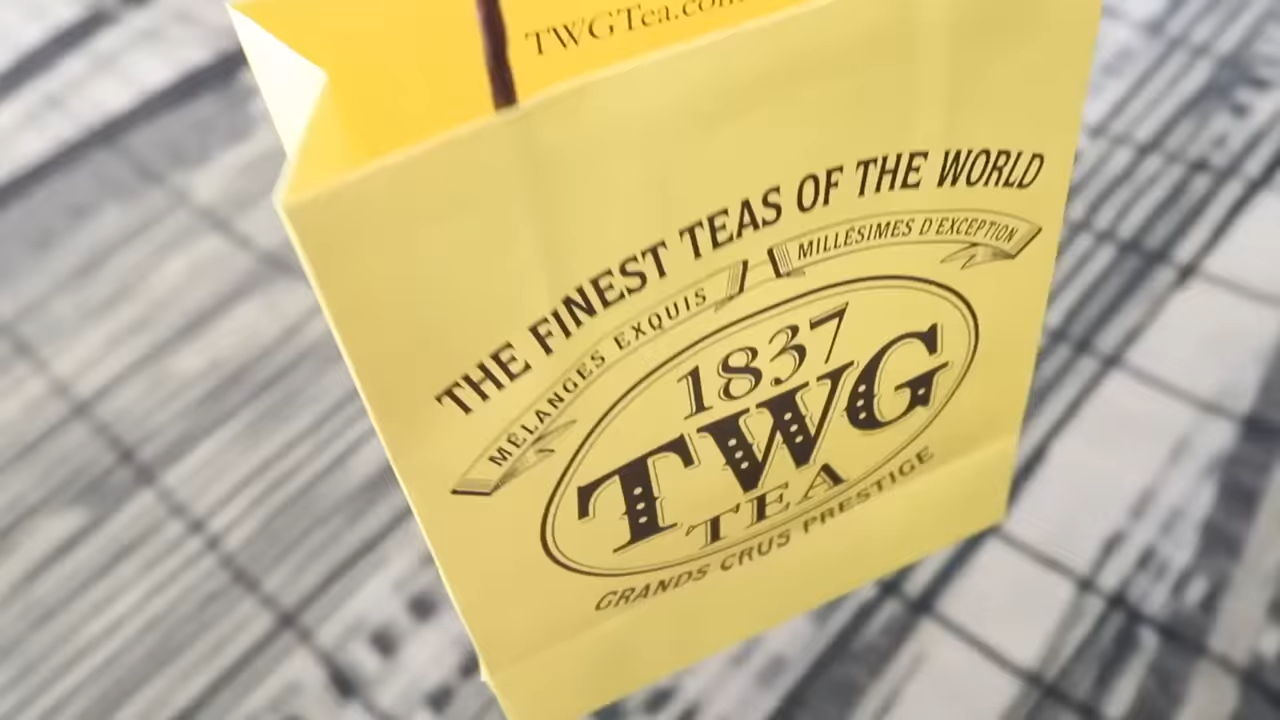 TWGTea.com
THE FINEST TEAS OF THE WORLD
MÉLANGES EXQUIS
MILLÉSIMES D'EXCEPTION
1837
TWG
TEA
GRANDS CRUS PRESTIGE